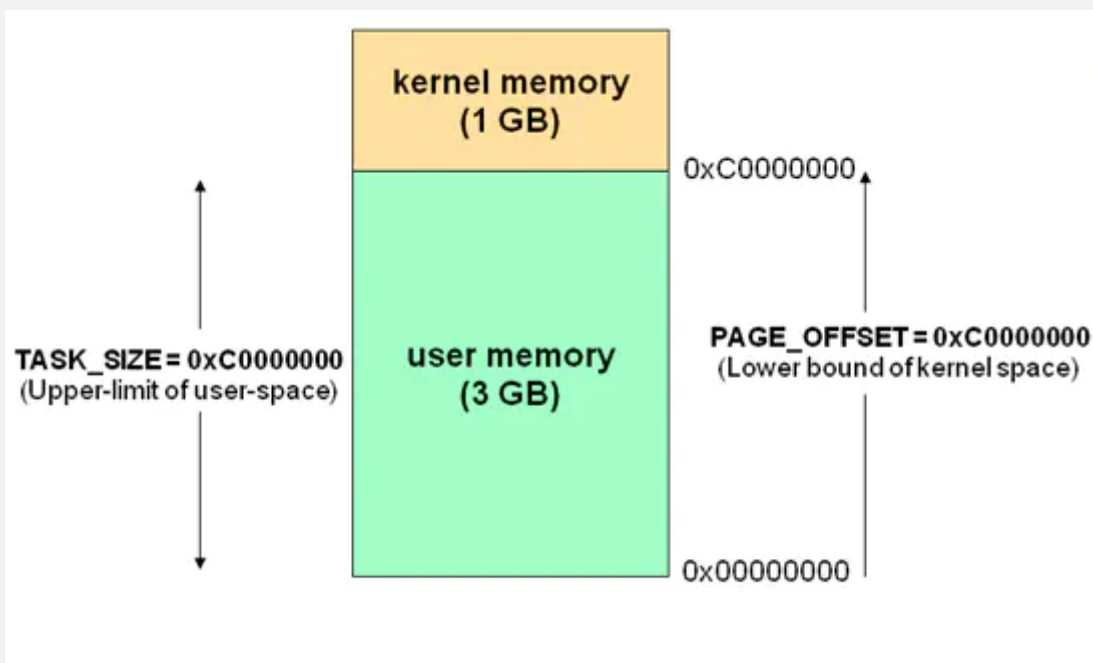 kernel memory
(1 GB)
0xC0000000
TASK_SIZE = 0xC0000000
(Upper-limit of user-space)
user memory
(3 GB)
PAGE_OFFSET = 0xC0000000
(Lower bound of kernel space)
0x00000000